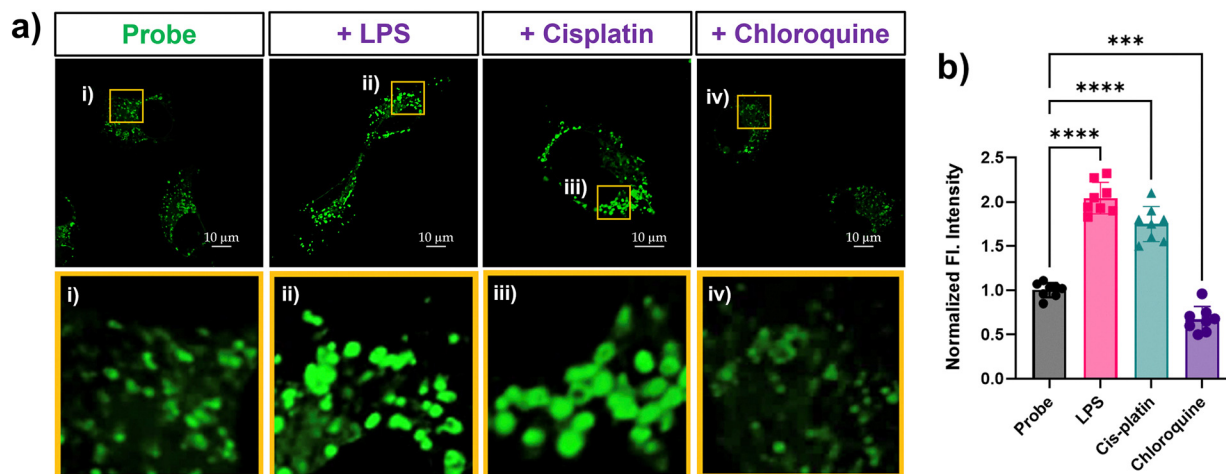 a)
Probe
+ LPS
+ Cisplatin
+ Chloroquine
i)
ii)
iii)
iv)
10 μm
10 μm
10 μm
10 μm
i)
ii)
iii)
iv)
b)
***
****
****
Normalized Fl. Intensity
2.5
2.0
1.5
1.0
0.5
0.0
Probe
LPS
Cis-platin
Chloroquine